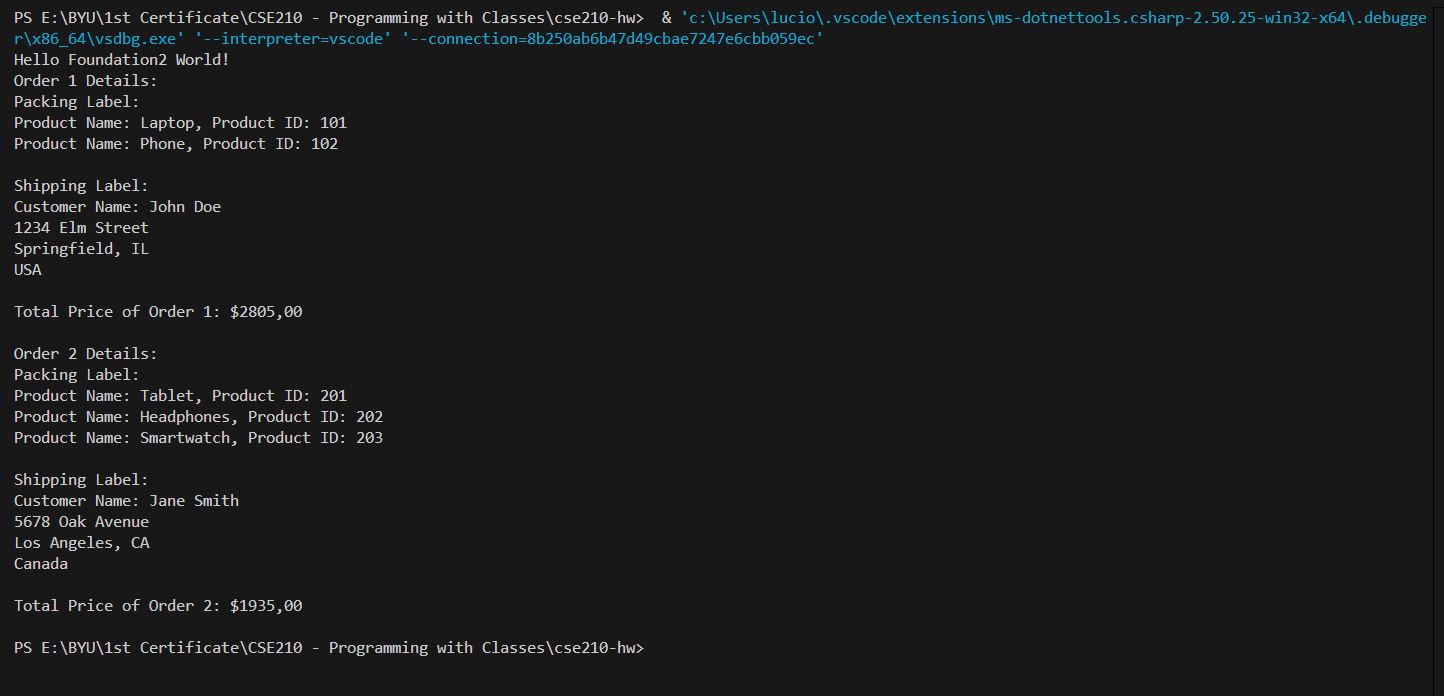 PS E:\BYU\1st Certificate\CSE210 - Programming with Classes\cse210-hw>  & 'c:\Users\lucio\.vscode\extensions\ms-dotnettools.csharp-2.50.25-win32-x64\.debugge
r\x86_64\vsdbg.exe' '--interpreter=vscode' '--connection=8b250ab6b47d49cbae7247e6cbb059ec'
Hello Foundation2 World!
Order 1 Details:
Packing Label:
Product Name: Laptop, Product ID: 101
Product Name: Phone, Product ID: 102

Shipping Label:
Customer Name: John Doe
1234 Elm Street
Springfield, IL
USA

Total Price of Order 1: $2805,00

Order 2 Details:
Packing Label:
Product Name: Tablet, Product ID: 201
Product Name: Headphones, Product ID: 202
Product Name: Smartwatch, Product ID: 203

Shipping Label:
Customer Name: Jane Smith
5678 Oak Avenue
Los Angeles, CA
Canada

Total Price of Order 2: $1935,00

PS E:\BYU\1st Certificate\CSE210 - Programming with Classes\cse210-hw>